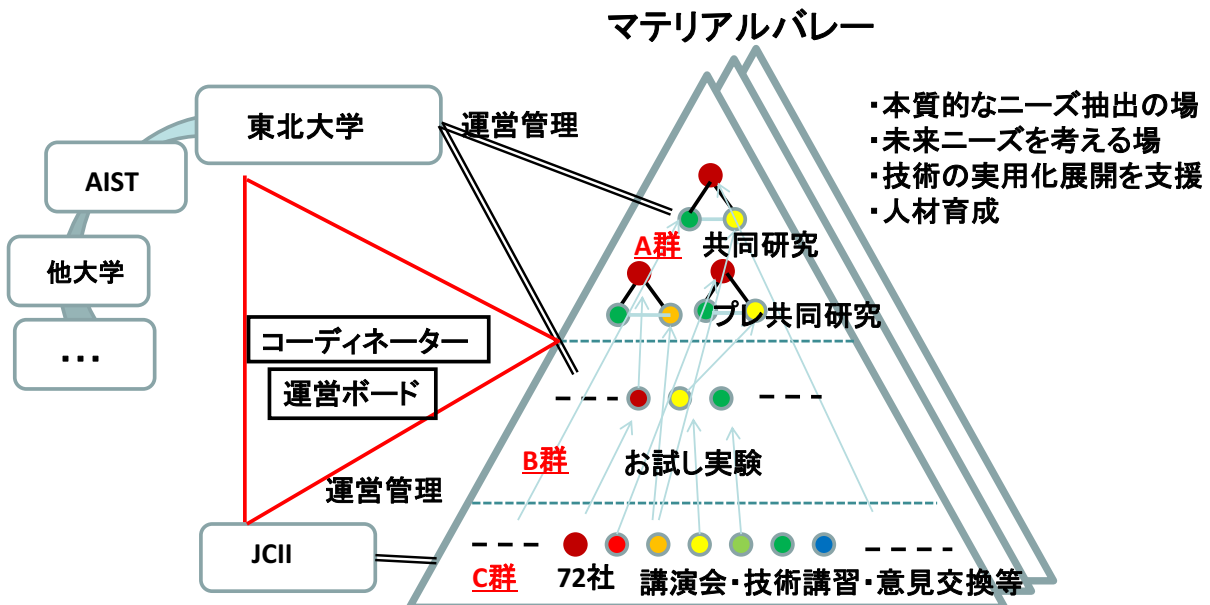 マテリアルバレー
・本質的なニーズ抽出の場
・未来ニーズを考える場
・技術の実用化展開を支援
・人材育成
東北大学
運営管理
AIST
他大学
・・・
A群
共同研究
プレ共同研究
コーディネーター
運営ボード
B群
お試し実験
運営管理
JCII
C群
72社
講演会・技術講習・意見交換等